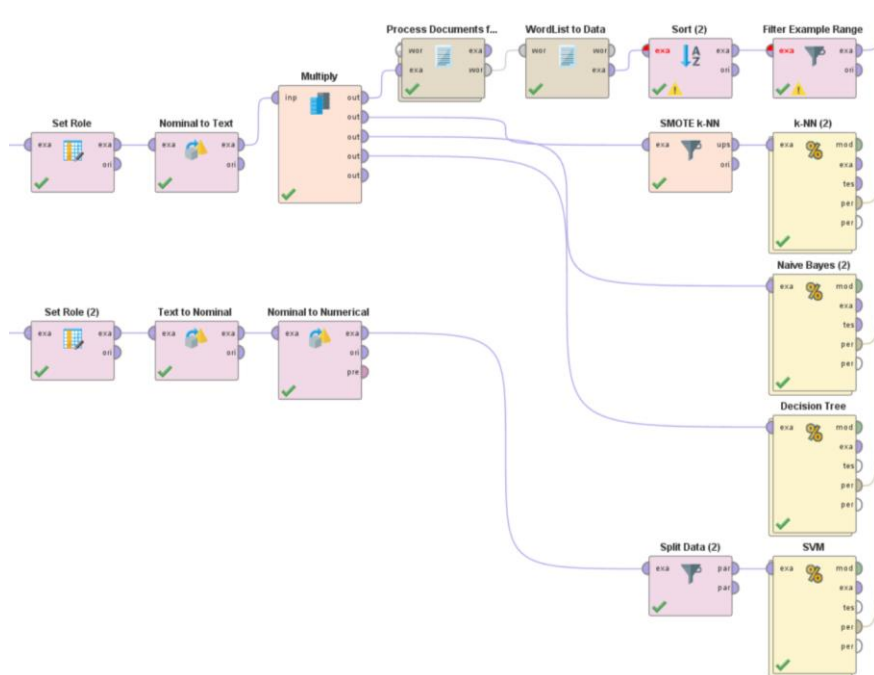 Process Documents f...
WordList to Data
Sort (2)
Filter Example Range
wor exa
exa wor
wor wor
exa
exa exa
ori
exa exa
ori
Multiply
inp out
out
out
out
out
Set Role
exa exa
ori
Nominal to Text
exa exa
ori
SMOTE k-NN
exa ups
ori
k-NN (2)
exa mod
exa
tes
per
per
Naive Bayes (2)
exa mod
exa
tes
per
per
Set Role (2)
exa exa
ori
Text to Nominal
exa exa
ori
Nominal to Numerical
exa exa
ori
pre
Decision Tree
exa mod
exa
tes
per
per
Split Data (2)
exa par
par
SVM
exa mod
exa
tes
per
per